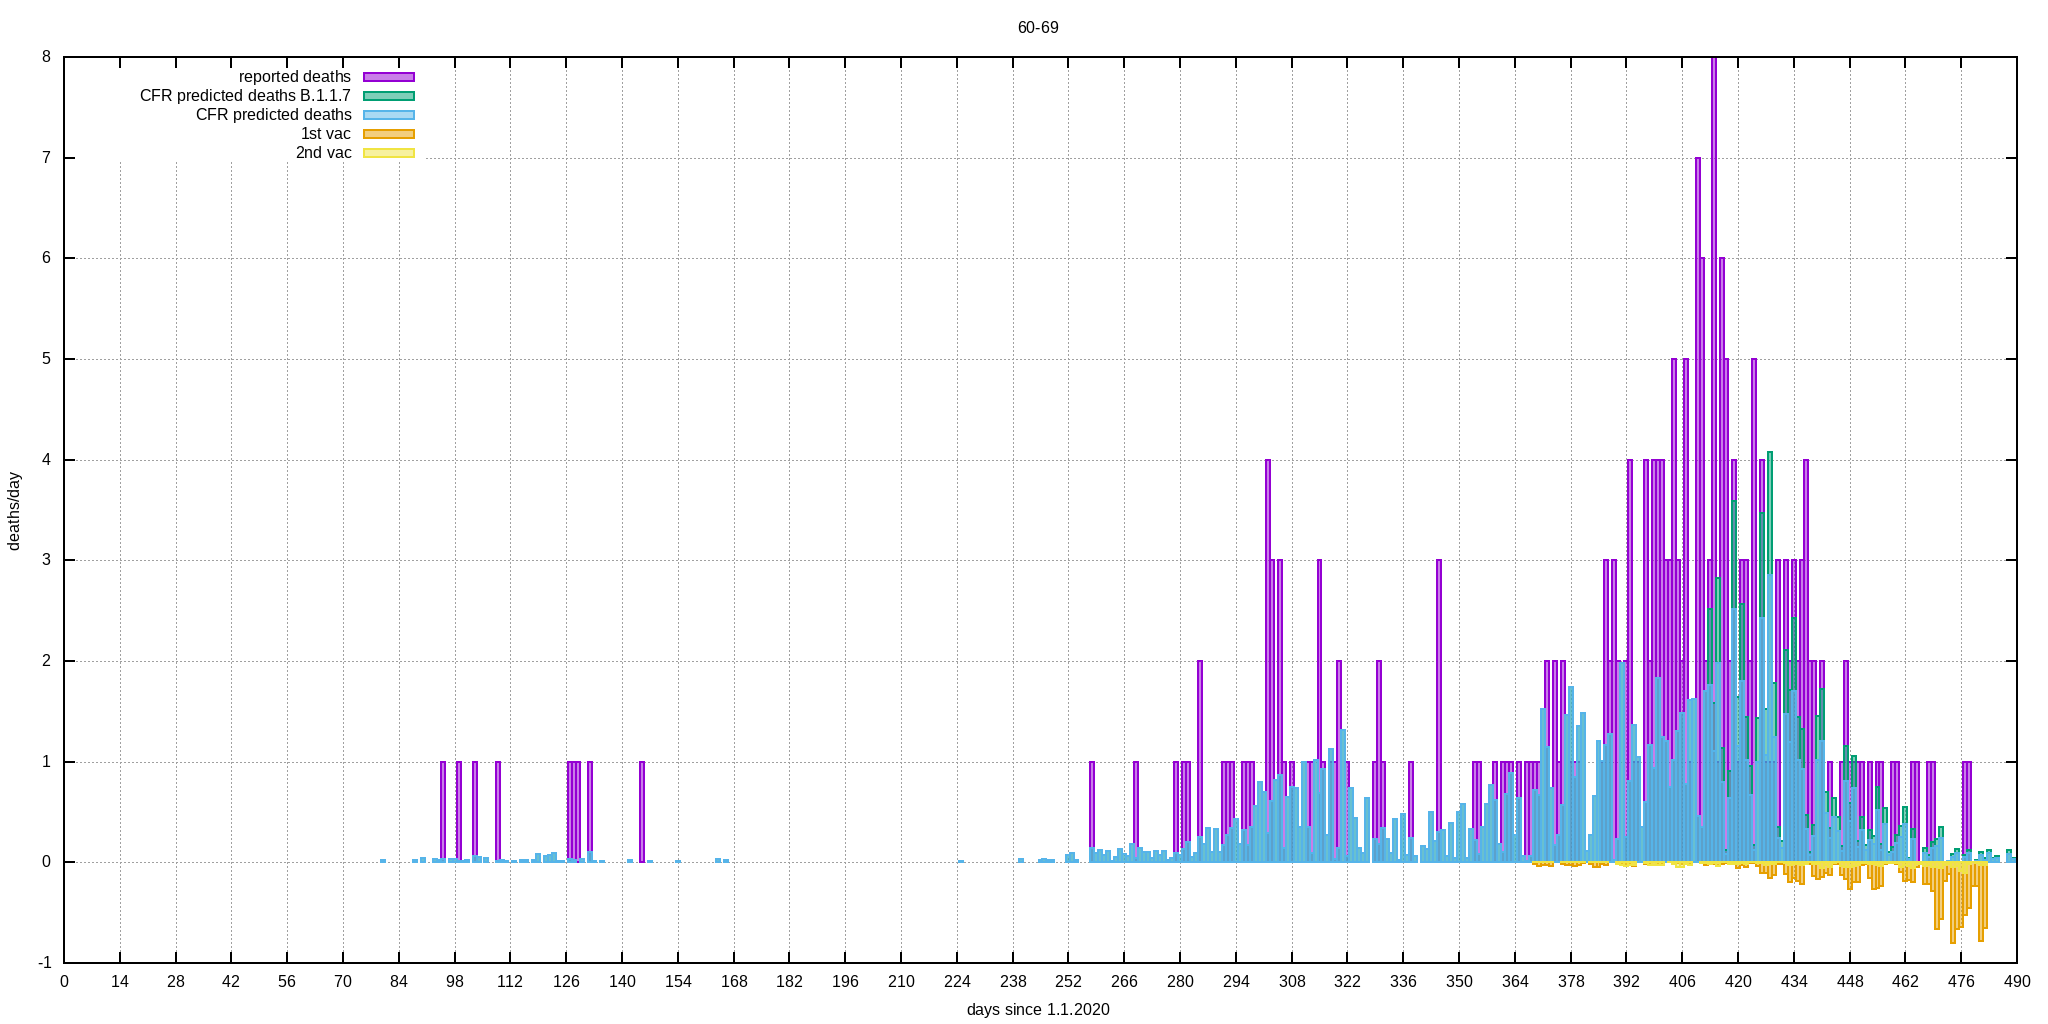 60-69
reported deaths
CFR predicted deaths B.1.1.7
CFR predicted deaths
1st vac
2nd vac
8
7
6
5
4
3
2
1
0
-1
deaths/day
0 14 28 42 56 70 84 98 112 126 140 154 168 182 196 210 224 238 252 266 280 294 308 322 336 350 364 378 392 406 420 434 448 462 476 490
days since 1.1.2020